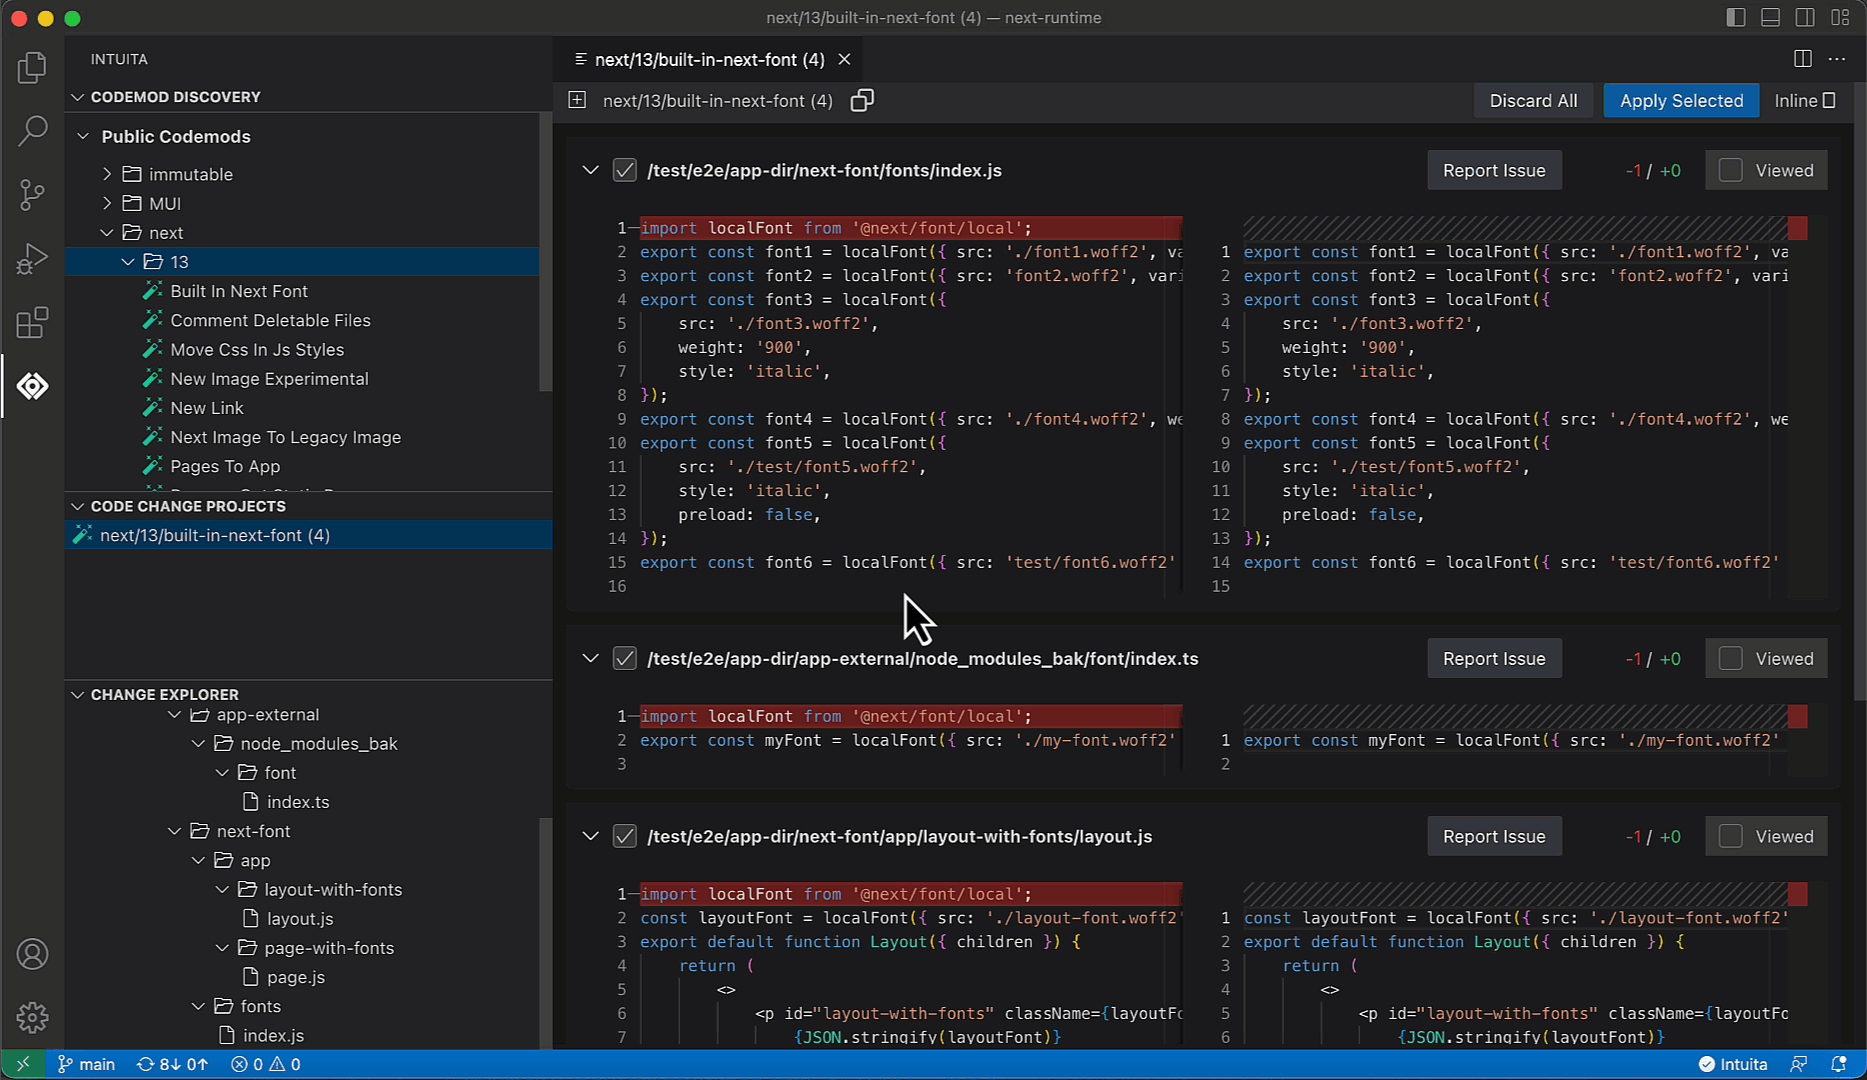 next/13/built-in-next-font (4) — next-runtime
INTUITA
CODEMOD DISCOVERY
Public Codemods
immutable
MUI
next
13
Built In Next Font
Comment Deletable Files
Move Css In Js Styles
New Image Experimental
New Link
Next Image To Legacy Image
Pages To App
CODE CHANGE PROJECTS
next/13/built-in-next-font (4)
CHANGE EXPLORER
app-external
node_modules_bak
font
index.ts
next-font
app
layout-with-fonts
layout.js
page-with-fonts
page.js
fonts
index.js
next/13/built-in-next-font (4)
next/13/built-in-next-font (4)
Discard All
Apply Selected
Inline
/test/e2e/app-dir/next-font/fonts/index.js
Report Issue
-1 / +0
Viewed
1 import localFont from '@next/font/local';
2 export const font1 = localFont({ src: './font1.woff2', va
3 export const font2 = localFont({ src: 'font2.woff2', vari
4 export const font3 = localFont({
5 src: './font3.woff2',
6 weight: '900',
7 style: 'italic',
8 });
9 export const font4 = localFont({ src: './font4.woff2', we
10 export const font5 = localFont({
11 src: './test/font5.woff2',
12 style: 'italic',
13 preload: false,
14 });
15 export const font6 = localFont({ src: 'test/font6.woff2'
16
1 export const font1 = localFont({ src: './font1.woff2', va
2 export const font2 = localFont({ src: 'font2.woff2', vari
3 export const font3 = localFont({
4 src: './font3.woff2',
5 weight: '900',
6 style: 'italic',
7 });
8 export const font4 = localFont({ src: './font4.woff2', we
9 export const font5 = localFont({
10 src: './test/font5.woff2',
11 style: 'italic',
12 preload: false,
13 });
14 export const font6 = localFont({ src: 'test/font6.woff2'
15
/test/e2e/app-dir/app-external/node_modules_bak/font/index.ts
Report Issue
-1 / +0
Viewed
1 import localFont from '@next/font/local';
2 export const myFont = localFont({ src: './my-font.woff2'
3
1 export const myFont = localFont({ src: './my-font.woff2'
2
/test/e2e/app-dir/next-font/app/layout-with-fonts/layout.js
Report Issue
-1 / +0
Viewed
1 import localFont from '@next/font/local';
2 const layoutFont = localFont({ src: './layout-font.woff2'
3 export default function Layout({ children }) {
4 return (
5 <>
6 <p id="layout-with-fonts" className={layoutFo
7 {JSON.stringify(layoutFont)}
1 const layoutFont = localFont({ src: './layout-font.woff2'
2 export default function Layout({ children }) {
3 return (
4 <>
5 <p id="layout-with-fonts" className={layoutFo
6 {JSON.stringify(layoutFont)}
main
8↓ 0↑
0
0
Intuita